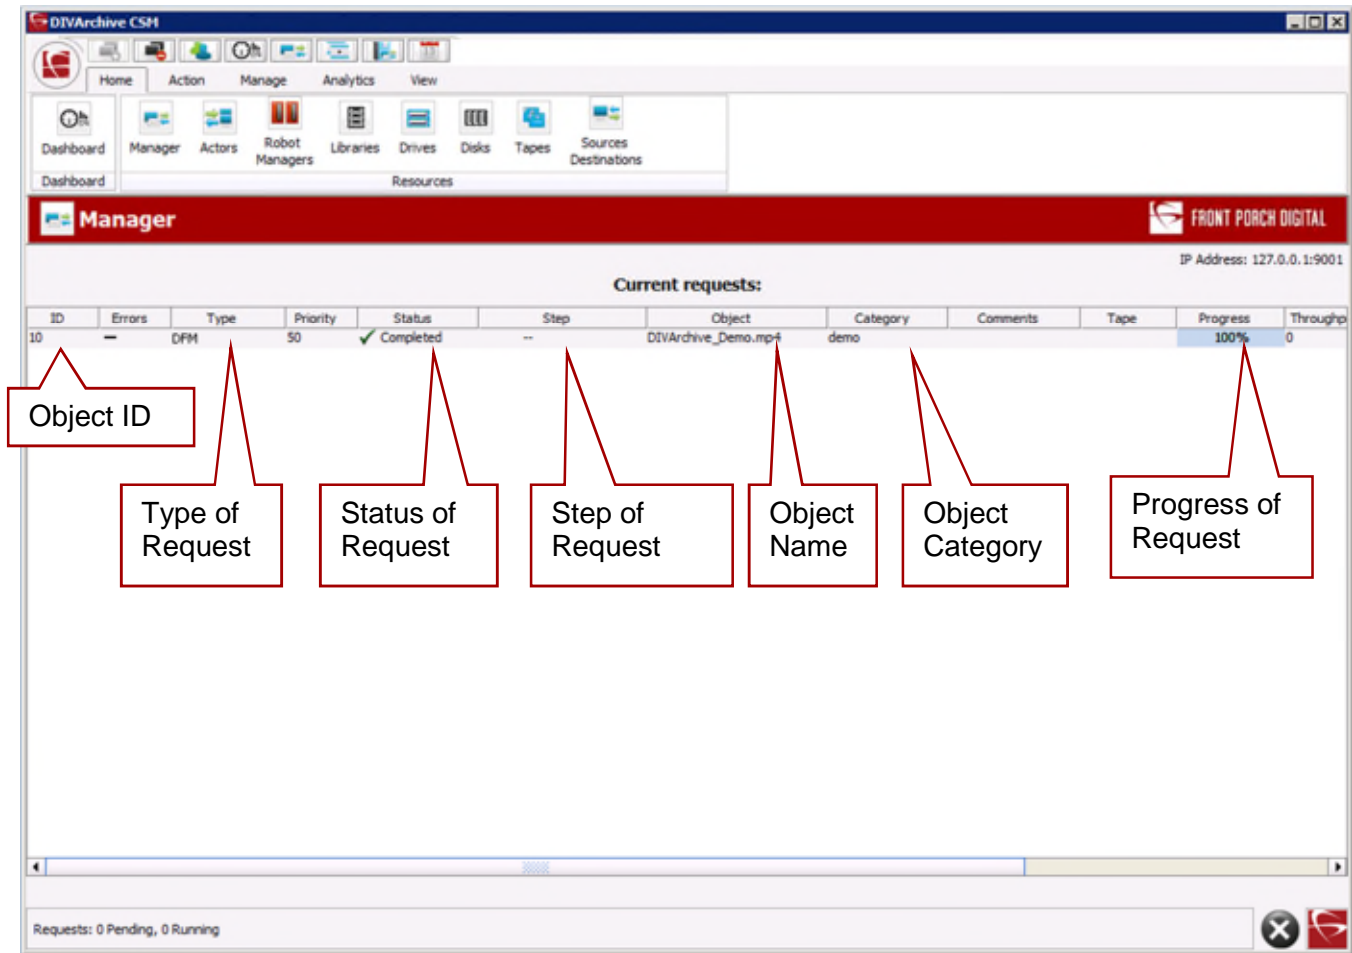 DIVArchive CSM
Home Action Manage Analytics View
Dashboard Manager Actors Robot Managers Libraries Drives Disks Tapes Sources Destinations
Dashboard Resources
Manager FRONT PORCH DIGITAL
IP Address: 127.0.0.1:9001
Current requests:
ID Errors Type Priority Status Step Object Category Comments Tape Progress Throughp
10 — DFM 50 ✓ Completed -- DIVArchive_Demo.mp4 demo 100% 0
Object ID
Type of
Request
Status of
Request
Step of
Request
Object
Name
Object
Category
Progress of
Request
Requests: 0 Pending, 0 Running